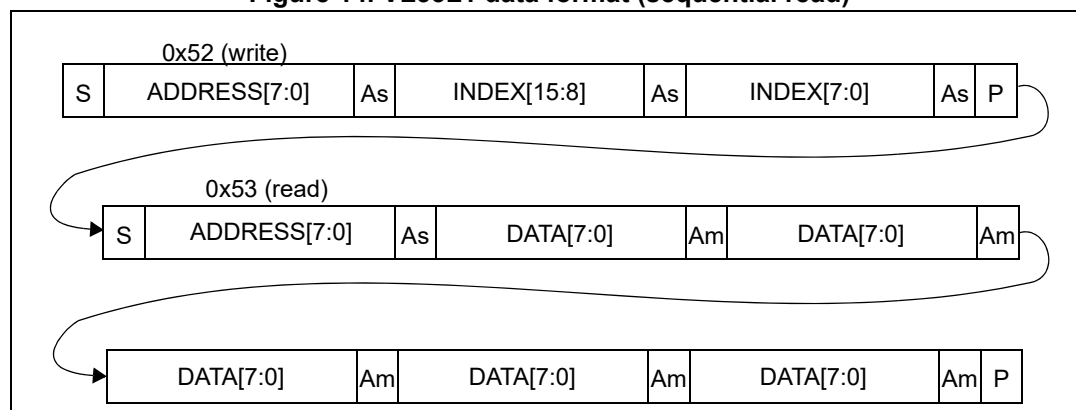 0x52 (write)
S ADDRESS[7:0] As INDEX[15:8] As INDEX[7:0] As P
0x53 (read)
S ADDRESS[7:0] As DATA[7:0] Am DATA[7:0] Am
DATA[7:0] Am DATA[7:0] Am DATA[7:0] Am P